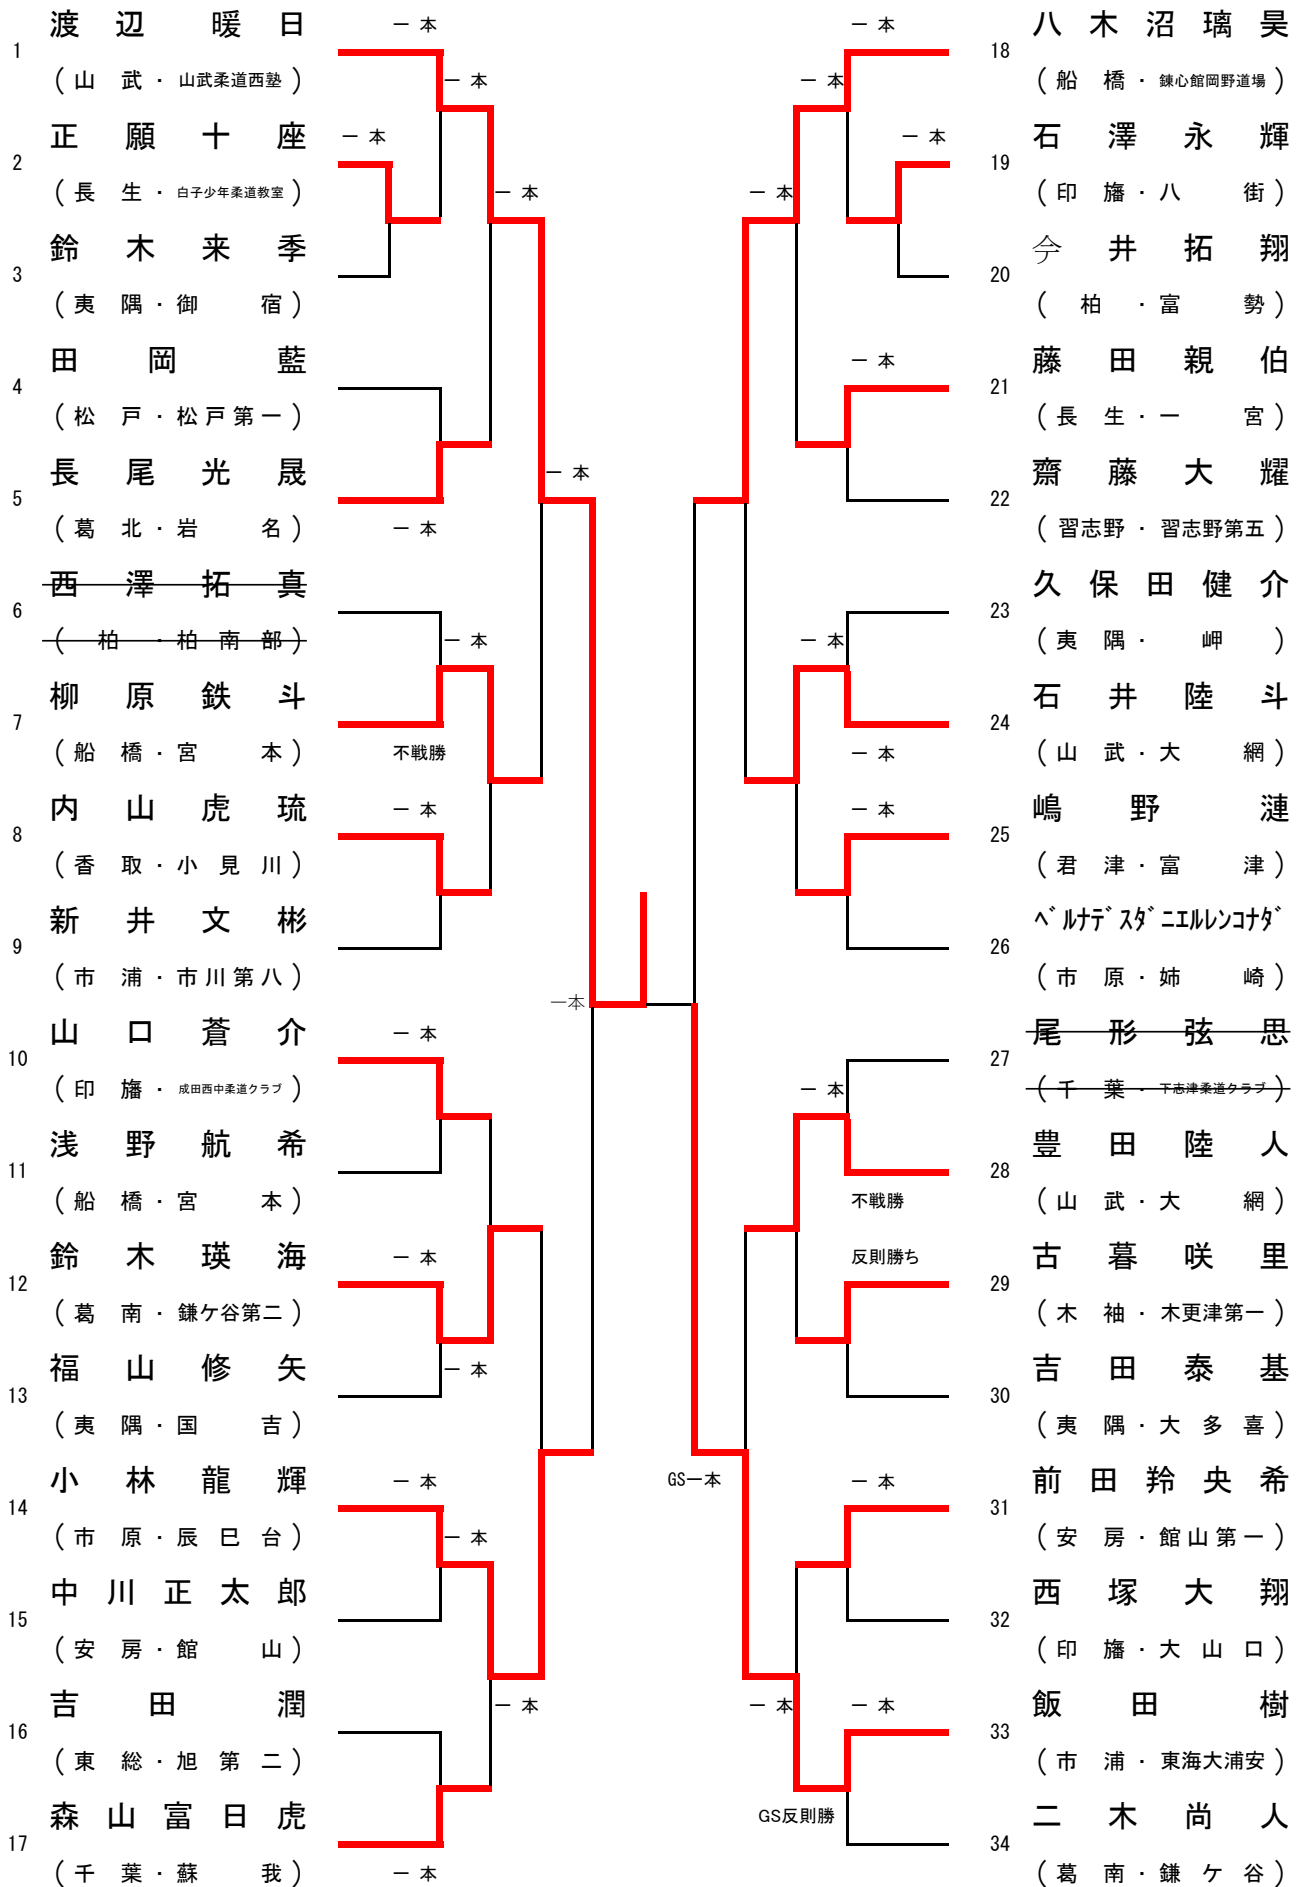 渡辺暖日
一本
1
(山武・山武柔道西塾)
一本
正願十座
一本
2
(長生・白子少年柔道教室)
一本
鈴木来季
3
(夷隅・御宿)
田岡藍
4
(松戸・松戸第一)
長尾光晟
一本
5
(葛北・岩名)
一本
西澤拓真
6
(柏・柏南部)
一本
柳原鉄斗
7
(船橋・宮本)
不戦勝
内山虎琉
一本
8
(香取・小見川)
新井文彬
9
(市浦・市川第八)
一本
山口蒼介
一本
10
(印旛・成田西中柔道クラブ)
浅野航希
11
(船橋・宮本)
鈴木瑛海
一本
12
(葛南・鎌ケ谷第二)
福山修矢
一本
13
(夷隅・国吉)
小林龍輝
一本
14
(市原・辰巳台)
一本
中川正太郎
15
(安房・館山)
吉田潤
一本
16
(東総・旭第二)
森山富日虎
17
(千葉・蘇我)
一本
一本
八木沼璃昊
18
(船橋・錬心館岡野道場)
一本
一本
石澤永輝
19
(印旛・八街)
一本
今井拓翔
20
(柏・富勢)
一本
藤田親伯
21
(長生・一宮)
齋藤大耀
22
(習志野・習志野第五)
久保田健介
23
(夷隅・岬)
一本
石井陸斗
24
(山武・大網)
一本
一本
嶋野漣
25
(君津・富津)
ベルナデスダニエルレンコナダ
26
(市原・姉崎)
尾形弦思
27
(千葉・下志津柔道クラブ)
一本
豊田陸人
28
(山武・大網)
不戦勝
反則勝ち
古暮咲里
29
(木袖・木更津第一)
吉田泰基
30
(夷隅・大多喜)
GS一本
一本
前田羚央希
31
(安房・館山第一)
西塚大翔
32
(印旛・大山口)
一本
一本
飯田樹
33
(市浦・東海大浦安)
GS反則勝
二木尚人
34
(葛南・鎌ケ谷)